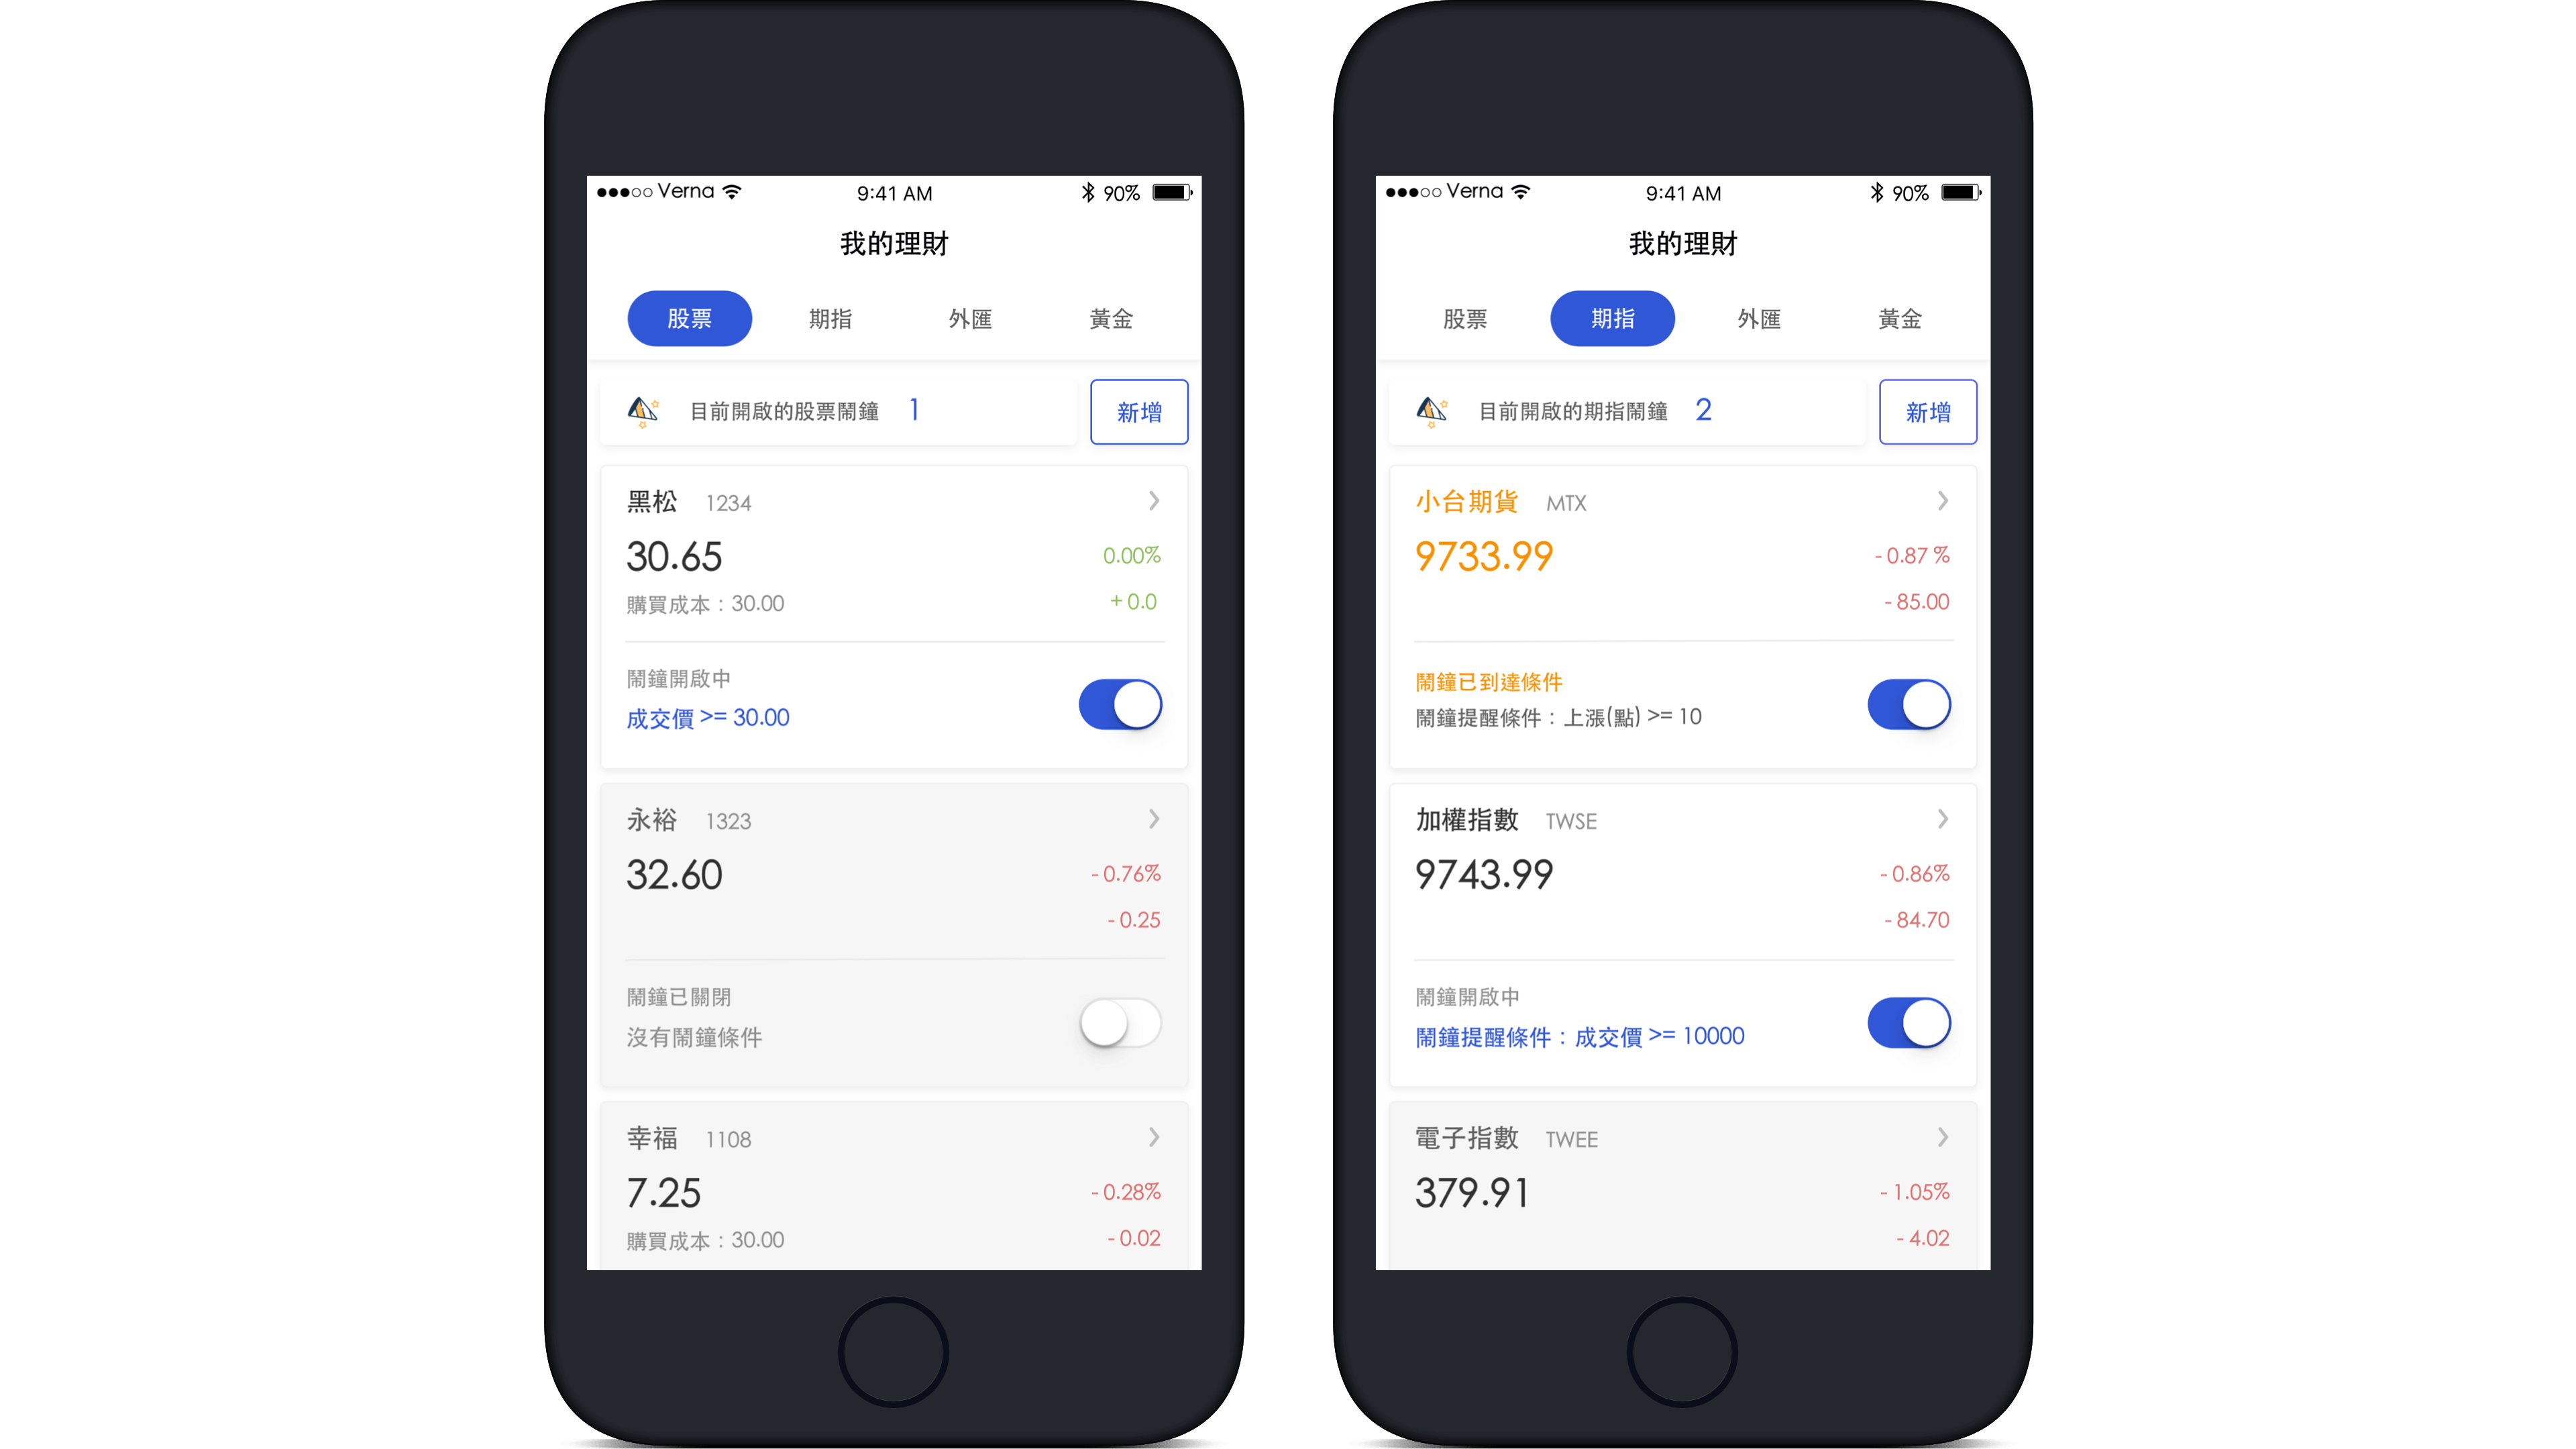 Verna 9:41 AM 90%
我的理財
股票 期指 外匯 黃金
目前開啟的股票鬧鐘 1 新增
黑松 1234
30.65 0.00%
購買成本：30.00 + 0.0
鬧鐘開啟中
成交價 >= 30.00
永裕 1323
32.60 - 0.76%
- 0.25
鬧鐘已關閉
沒有鬧鐘條件
幸福 1108
7.25 - 0.28%
購買成本：30.00 - 0.02
Verna 9:41 AM 90%
我的理財
股票 期指 外匯 黃金
目前開啟的期指鬧鐘 2 新增
小台期貨 MTX
9733.99 - 0.87 %
- 85.00
鬧鐘已到達條件
鬧鐘提醒條件：上漲(點) >= 10
加權指數 TWSE
9743.99 - 0.86%
- 84.70
鬧鐘開啟中
鬧鐘提醒條件：成交價 >= 10000
電子指數 TWEE
379.91 - 1.05%
- 4.02